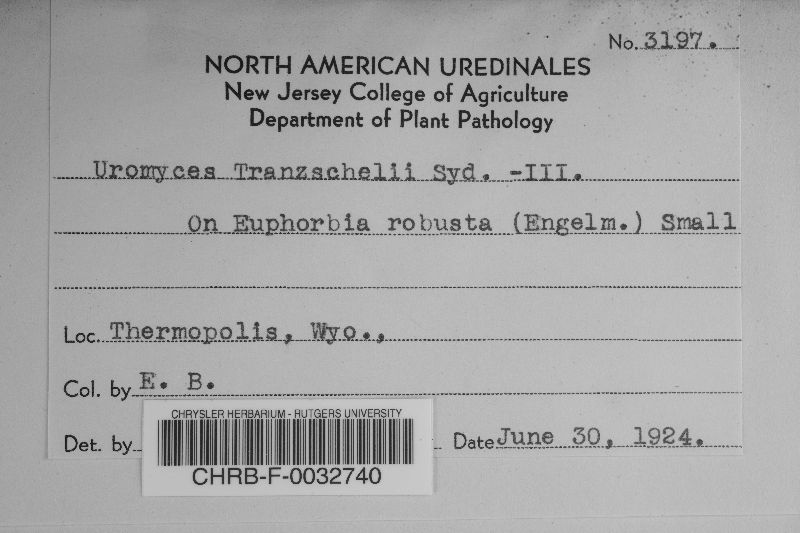 No. 3197.
NORTH AMERICAN UREDINALES
New Jersey College of Agriculture
Department of Plant Pathology
Uromyces Tranzschelii Syd. -III.
On Euphorbia robusta (Engelm.) Small
Loc. Thermopolis, Wyo.,
Col. by E. B.
Det. by
Date June 30, 1924.
CHRYSLER HERBARIUM - RUTGERS UNIVERSITY
CHRB-F-0032740